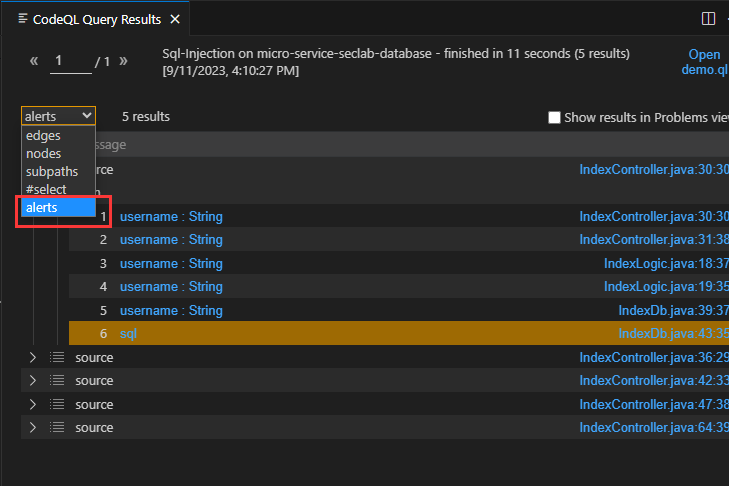 CodeQL Query Results
1 / 1
Sql-Injection on micro-service-seclab-database - finished in 11 seconds (5 results)
[9/11/2023, 4:10:27 PM]
Open
demo.ql
alerts
5 results
Show results in Problems view
edges
nodes
subpaths
#select
alerts
ssage
urce IndexController.java:30:30
1 username : String IndexController.java:30:30
2 username : String IndexController.java:31:38
3 username : String IndexLogic.java:18:37
4 username : String IndexLogic.java:19:35
5 username : String IndexDb.java:39:37
6 sql IndexDb.java:43:35
source IndexController.java:36:29
source IndexController.java:42:33
source IndexController.java:47:38
source IndexController.java:64:39